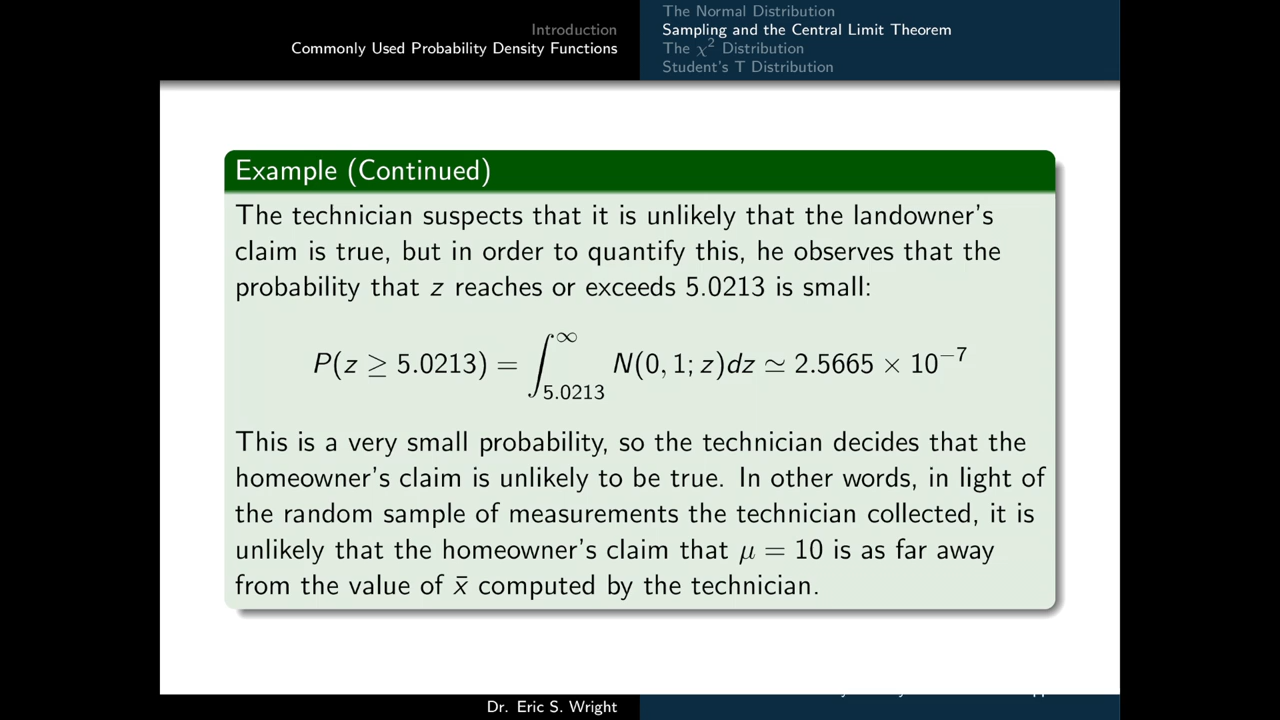 Introduction
Commonly Used Probability Density Functions
The Normal Distribution
Sampling and the Central Limit Theorem
The χ² Distribution
Student's T Distribution
Example (Continued)
The technician suspects that it is unlikely that the landowner's
claim is true, but in order to quantify this, he observes that the
probability that z reaches or exceeds 5.0213 is small:
P(z ≥ 5.0213) = ∫_{5.0213}^{∞} N(0, 1; z)dz ≃ 2.5665 × 10⁻⁷
This is a very small probability, so the technician decides that the
homeowner's claim is unlikely to be true. In other words, in light of
the random sample of measurements the technician collected, it is
unlikely that the homeowner's claim that μ = 10 is as far away
from the value of x̄ computed by the technician.
Dr. Eric S. Wright